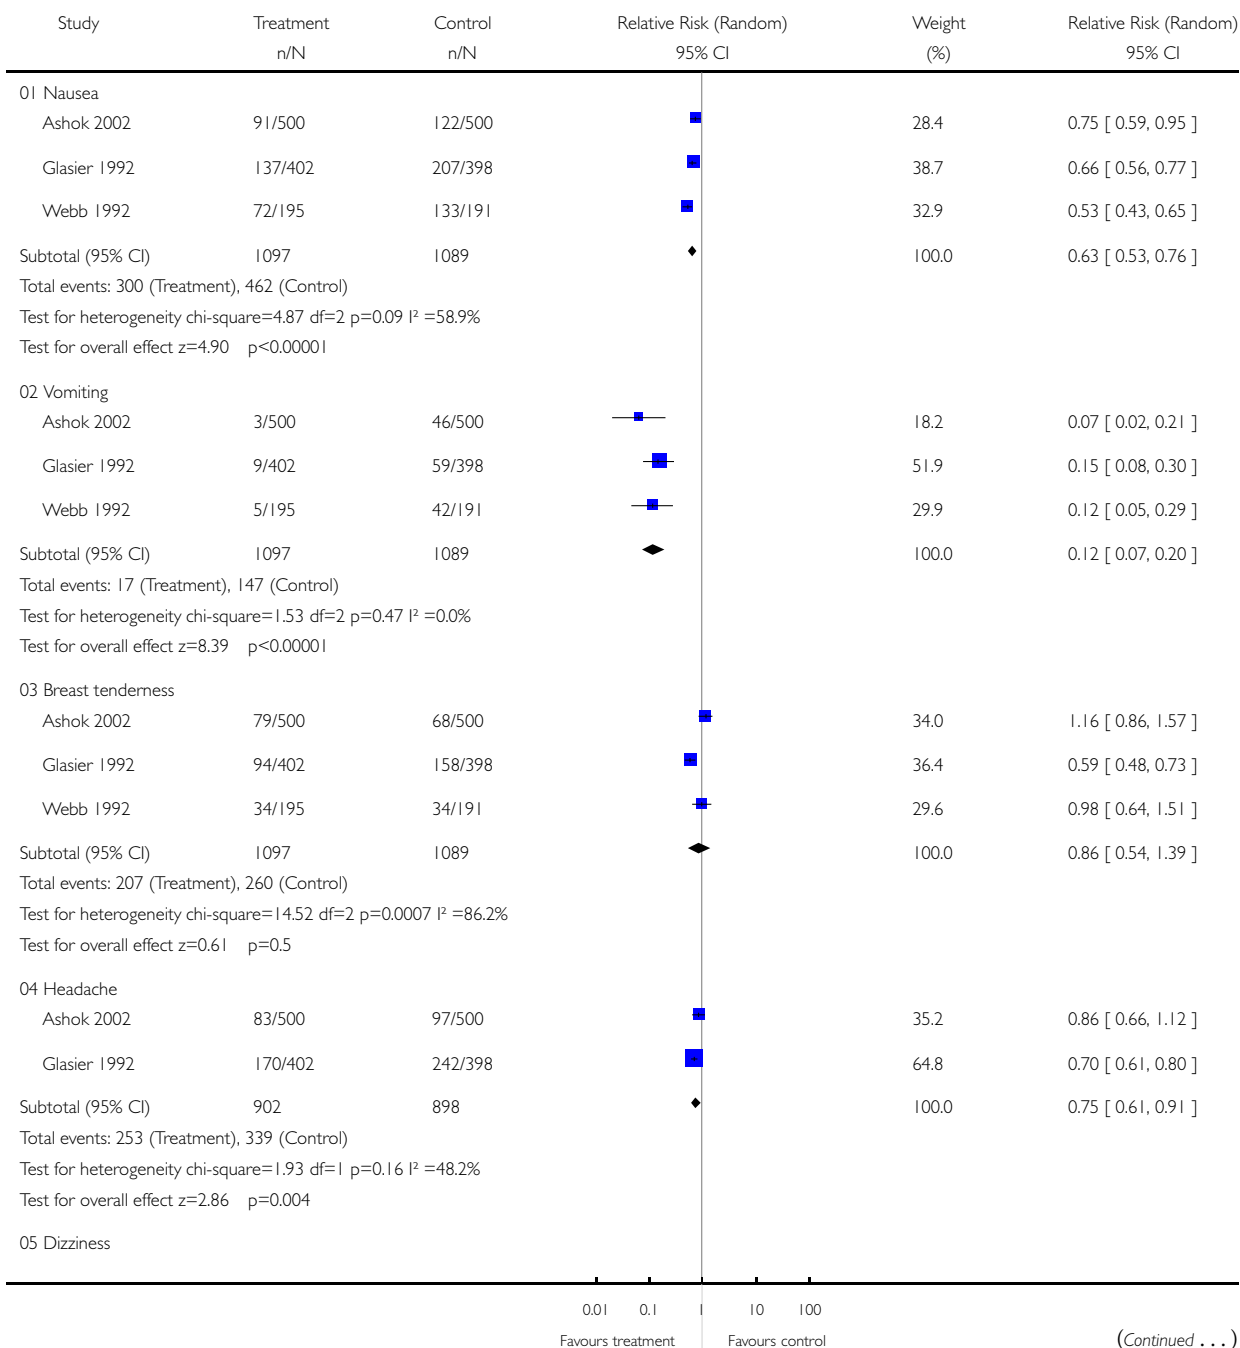 Study Treatment Control Relative Risk (Random) Weight Relative Risk (Random)
n/N n/N 95% CI (%) 95% CI
01 Nausea
Ashok 2002 91/500 122/500 28.4 0.75 [ 0.59, 0.95 ]
Glasier 1992 137/402 207/398 38.7 0.66 [ 0.56, 0.77 ]
Webb 1992 72/195 133/191 32.9 0.53 [ 0.43, 0.65 ]
Subtotal (95% CI) 1097 1089 100.0 0.63 [ 0.53, 0.76 ]
Total events: 300 (Treatment), 462 (Control)
Test for heterogeneity chi-square=4.87 df=2 p=0.09 I² =58.9%
Test for overall effect z=4.90 p<0.00001
02 Vomiting
Ashok 2002 3/500 46/500 18.2 0.07 [ 0.02, 0.21 ]
Glasier 1992 9/402 59/398 51.9 0.15 [ 0.08, 0.30 ]
Webb 1992 5/195 42/191 29.9 0.12 [ 0.05, 0.29 ]
Subtotal (95% CI) 1097 1089 100.0 0.12 [ 0.07, 0.20 ]
Total events: 17 (Treatment), 147 (Control)
Test for heterogeneity chi-square=1.53 df=2 p=0.47 I² =0.0%
Test for overall effect z=8.39 p<0.00001
03 Breast tenderness
Ashok 2002 79/500 68/500 34.0 1.16 [ 0.86, 1.57 ]
Glasier 1992 94/402 158/398 36.4 0.59 [ 0.48, 0.73 ]
Webb 1992 34/195 34/191 29.6 0.98 [ 0.64, 1.51 ]
Subtotal (95% CI) 1097 1089 100.0 0.86 [ 0.54, 1.39 ]
Total events: 207 (Treatment), 260 (Control)
Test for heterogeneity chi-square=14.52 df=2 p=0.0007 I² =86.2%
Test for overall effect z=0.61 p=0.5
04 Headache
Ashok 2002 83/500 97/500 35.2 0.86 [ 0.66, 1.12 ]
Glasier 1992 170/402 242/398 64.8 0.70 [ 0.61, 0.80 ]
Subtotal (95% CI) 902 898 100.0 0.75 [ 0.61, 0.91 ]
Total events: 253 (Treatment), 339 (Control)
Test for heterogeneity chi-square=1.93 df=1 p=0.16 I² =48.2%
Test for overall effect z=2.86 p=0.004
05 Dizziness
0.01 0.1 1 10 100
Favours treatment Favours control (Continued . . . )